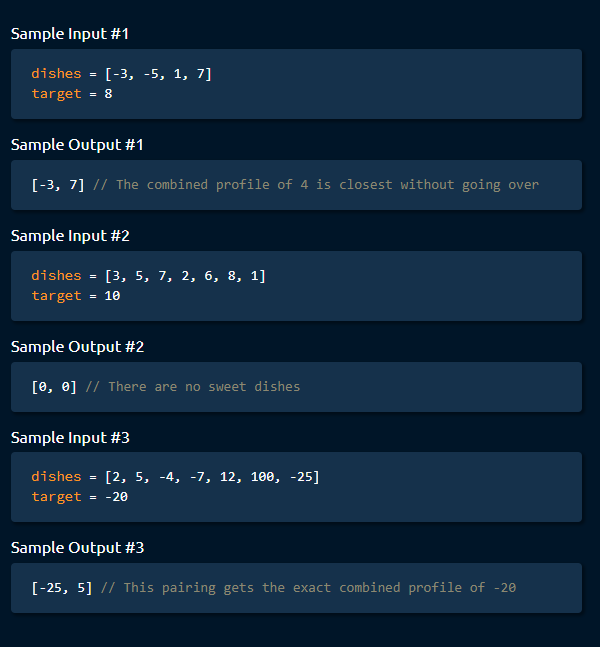 Sample Input #1
dishes = [-3, -5, 1, 7]
target = 8
Sample Output #1
[-3, 7] // The combined profile of 4 is closest without going over
Sample Input #2
dishes = [3, 5, 7, 2, 6, 8, 1]
target = 10
Sample Output #2
[0, 0] // There are no sweet dishes
Sample Input #3
dishes = [2, 5, -4, -7, 12, 100, -25]
target = -20
Sample Output #3
[-25, 5] // This pairing gets the exact combined profile of -20